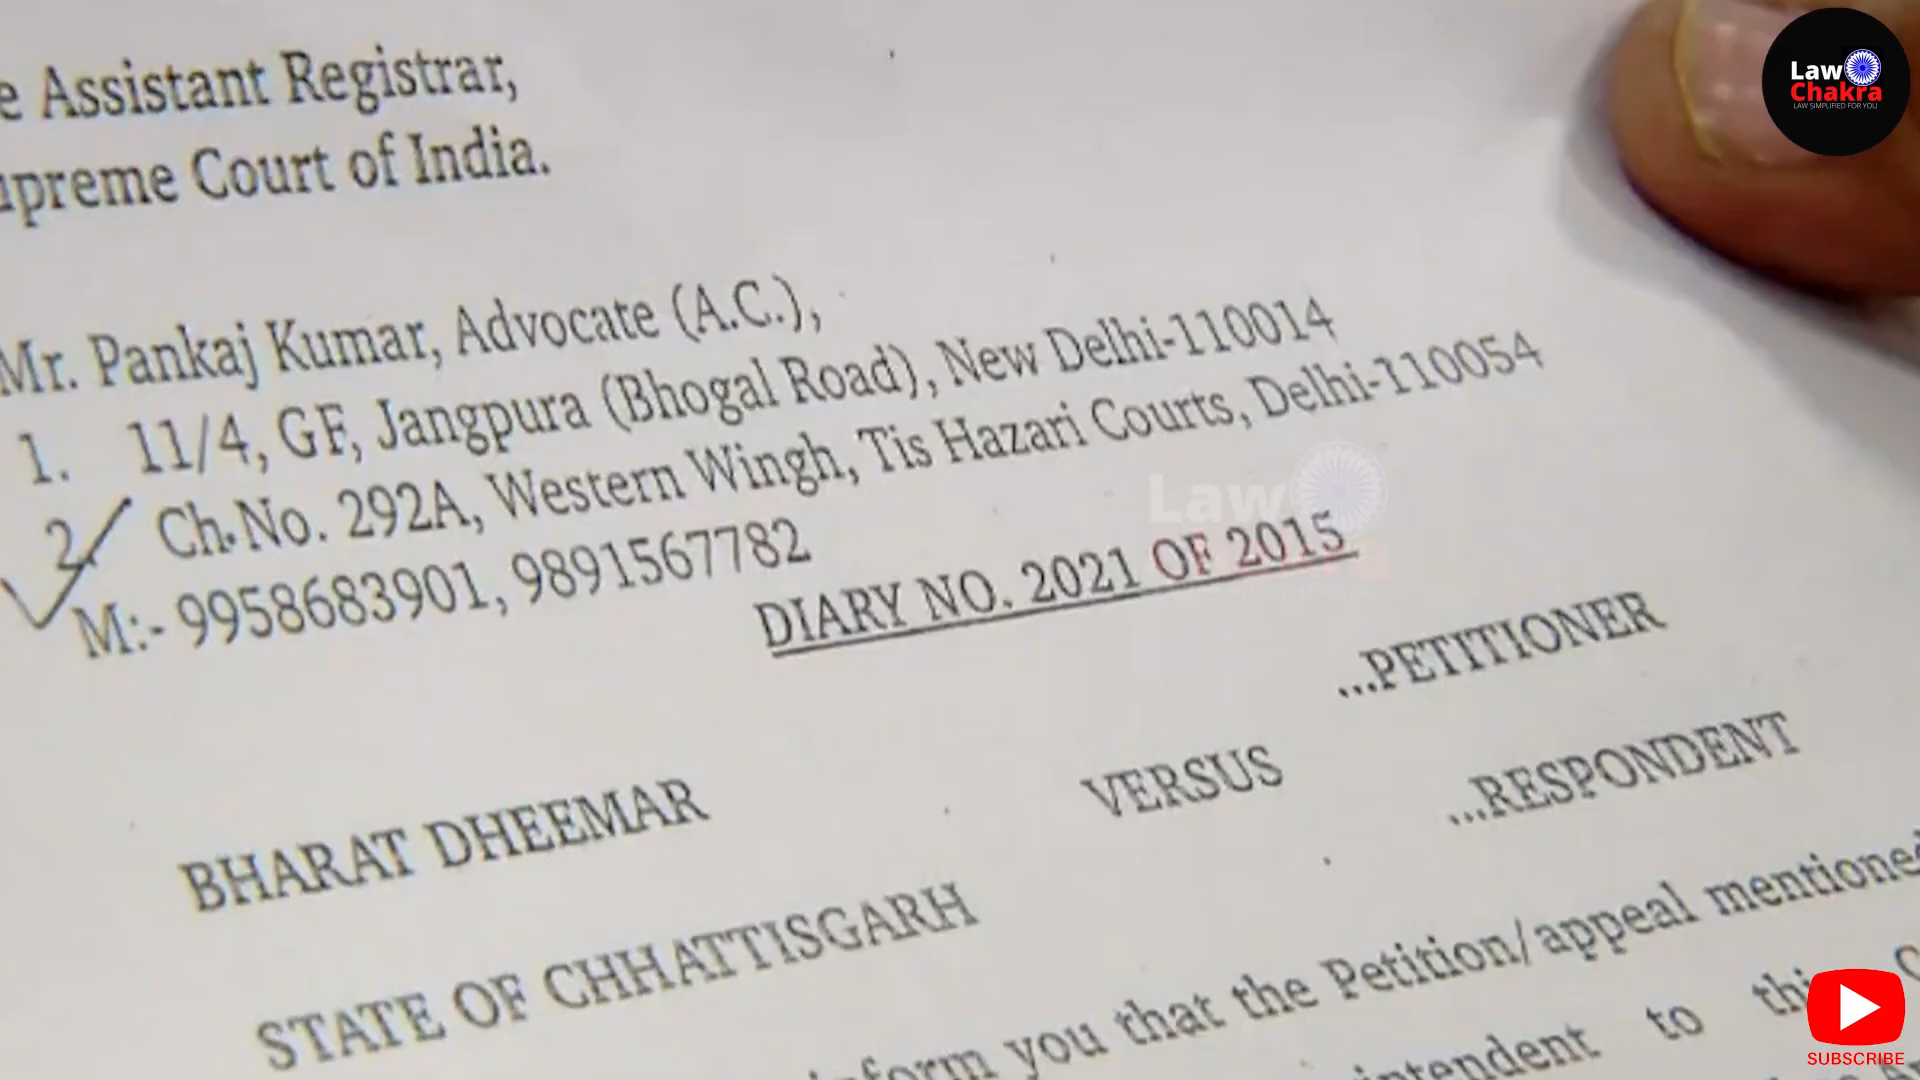 e Assistant Registrar,
upreme Court of India.
Mr. Pankaj Kumar, Advocate (A.C.),
1. 11/4, GF, Jangpura (Bhogal Road), New Delhi-110014
2 Ch.No. 292A, Western Wingh, Tis Hazari Courts, Delhi-110054
M:- 9958683901, 9891567782
DIARY NO. 2021 OF 2015
...PETITIONER
BHARAT DHEEMAR
VERSUS
...RESPONDENT
STATE OF CHHATTISGARH
inform you that the Petition/appeal mentioned
intendent to this
Law
Chakra
LAW SIMPLIFIED FOR YOU
Law
SUBSCRIBE